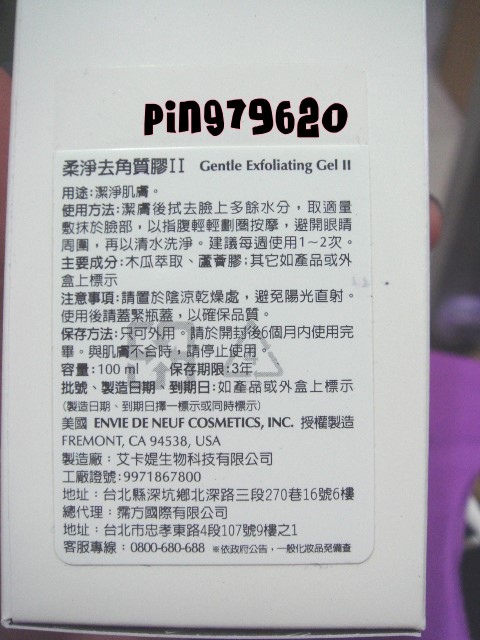 pin979620
柔淨去角質膠II Gentle Exfoliating Gel II
用途:潔淨肌膚。
使用方法:潔膚後拭去臉上多餘水分，取適量
敷抹於臉部，以指腹輕輕劃圈按摩，避開眼睛
周圍，再以清水洗淨。建議每週使用1~2次。
主要成分:木瓜萃取、蘆薈膠;其它如產品或外
盒上標示
注意事項:請置於陰涼乾燥處，避免陽光直射。
使用後請蓋緊瓶蓋，以確保品質。
保存方法:只可外用。請於開封後6個月內使用完
畢。與肌膚不合時，請停止使用。
容量:100 ml 保存期限:3年
批號、製造日期、到期日:如產品或外盒上標示
(製造日期、到期日擇一標示或同時標示)
美國 ENVIE DE NEUF COSMETICS, INC. 授權製造
FREMONT, CA 94538, USA
製造廠：艾卡媞生物科技有限公司
工廠證號:9971867800
地址：台北縣深坑鄉北深路三段270巷16號6樓
總代理：霈方國際有限公司
地址：台北市忠孝東路4段107號9樓之1
客服專線：0800-680-688 ※依政府公告，一般化妝品免備查